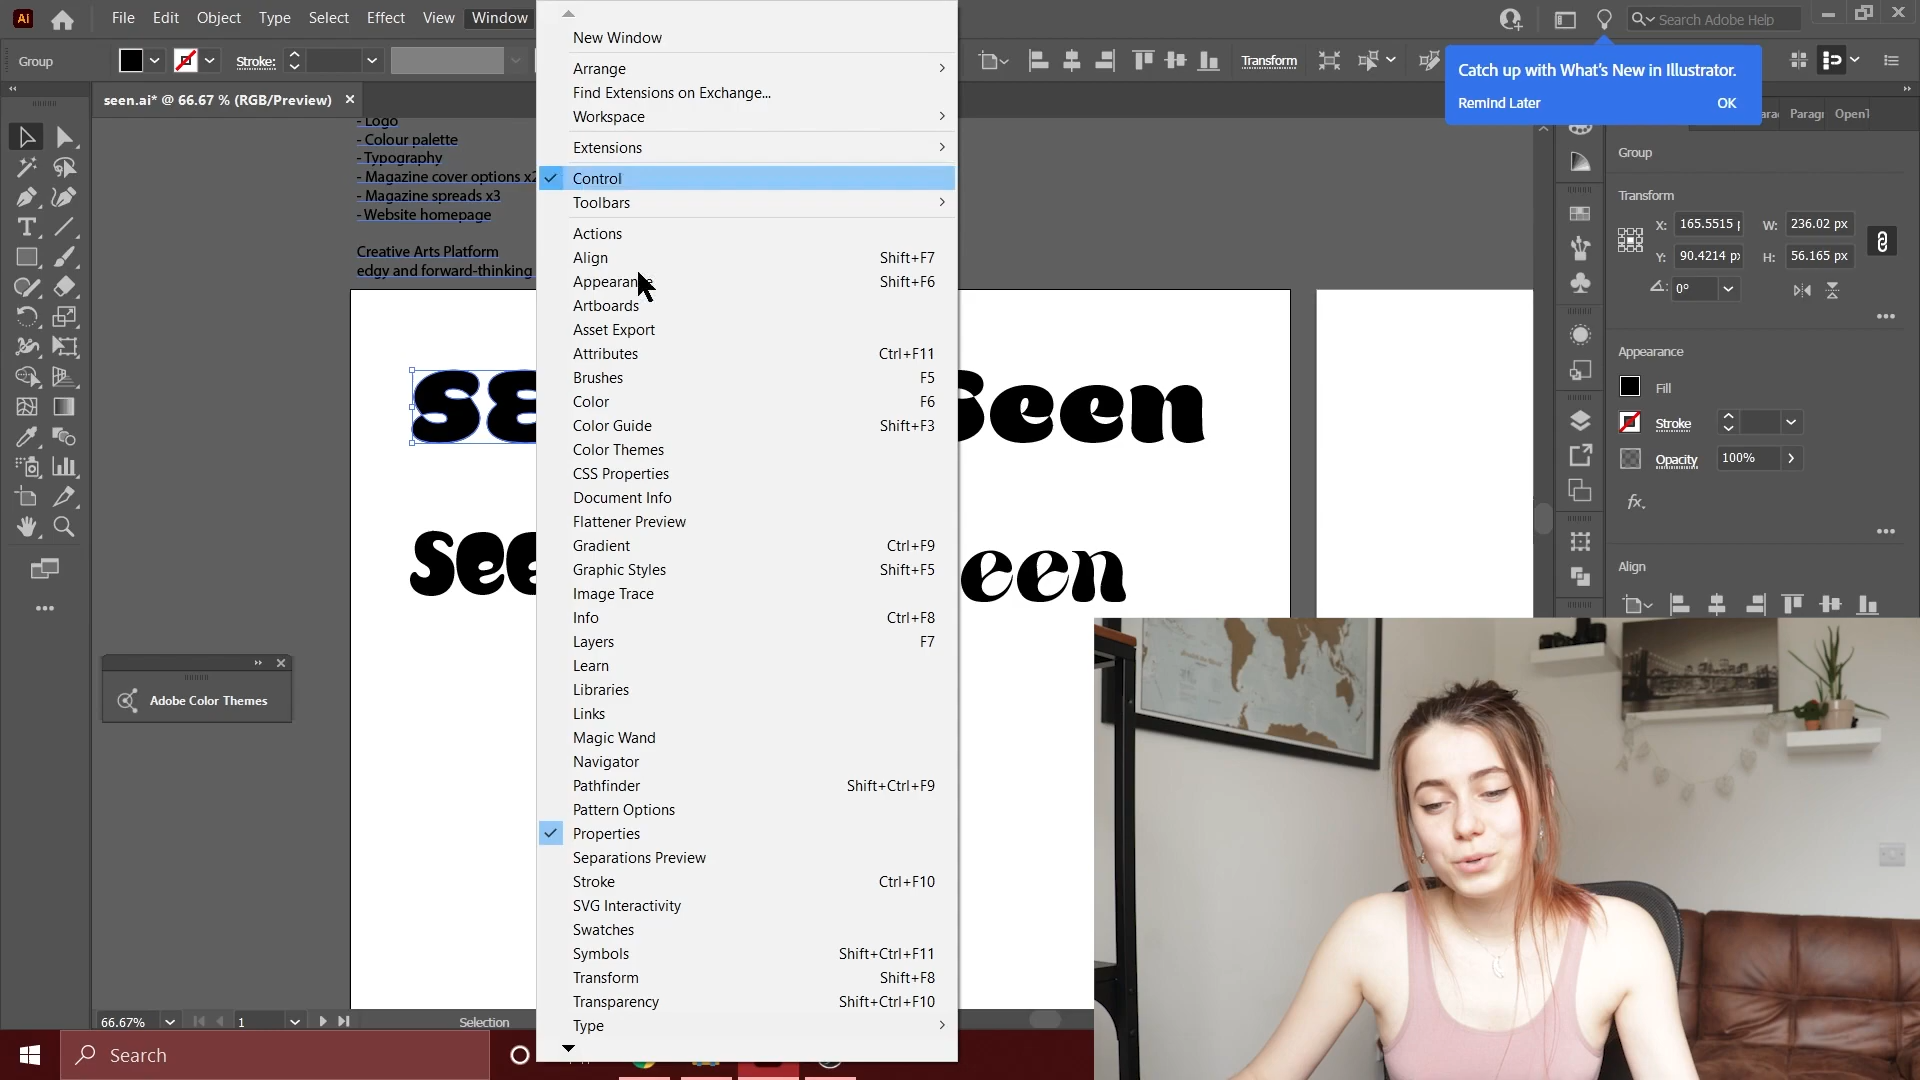 Ai
File Edit Object Type Select Effect View Window
Search Adobe Help
Group
Stroke:
Transform
Catch up with What's New in Illustrator.
Remind Later OK
seen.ai* @ 66.67 % (RGB/Preview)
Paragr OpenT
- Logo
- Colour palette
- Typography
- Magazine cover options x2
- Magazine spreads x3
- Website homepage
Creative Arts Platform
edgy and forward-thinking
New Window
Arrange
Find Extensions on Exchange...
Workspace
Extensions
Control
Toolbars
Actions
Align Shift+F7
Appearance Shift+F6
Artboards
Asset Export
Attributes Ctrl+F11
Brushes F5
Color F6
Color Guide Shift+F3
Color Themes
CSS Properties
Document Info
Flattener Preview
Gradient Ctrl+F9
Graphic Styles Shift+F5
Image Trace
Info Ctrl+F8
Layers F7
Learn
Libraries
Links
Magic Wand
Navigator
Pathfinder Shift+Ctrl+F9
Pattern Options
Properties
Separations Preview
Stroke Ctrl+F10
SVG Interactivity
Swatches
Symbols Shift+Ctrl+F11
Transform Shift+F8
Transparency Shift+Ctrl+F10
Type
SE
Seen
See
een
Adobe Color Themes
Group
Transform
X: 165.5515 W: 236.02 px
Y: 90.4214 px H: 56.165 px
0°
Appearance
Fill
Stroke
Opacity 100%
fx.
Align
66.67% 1 Selection
Search